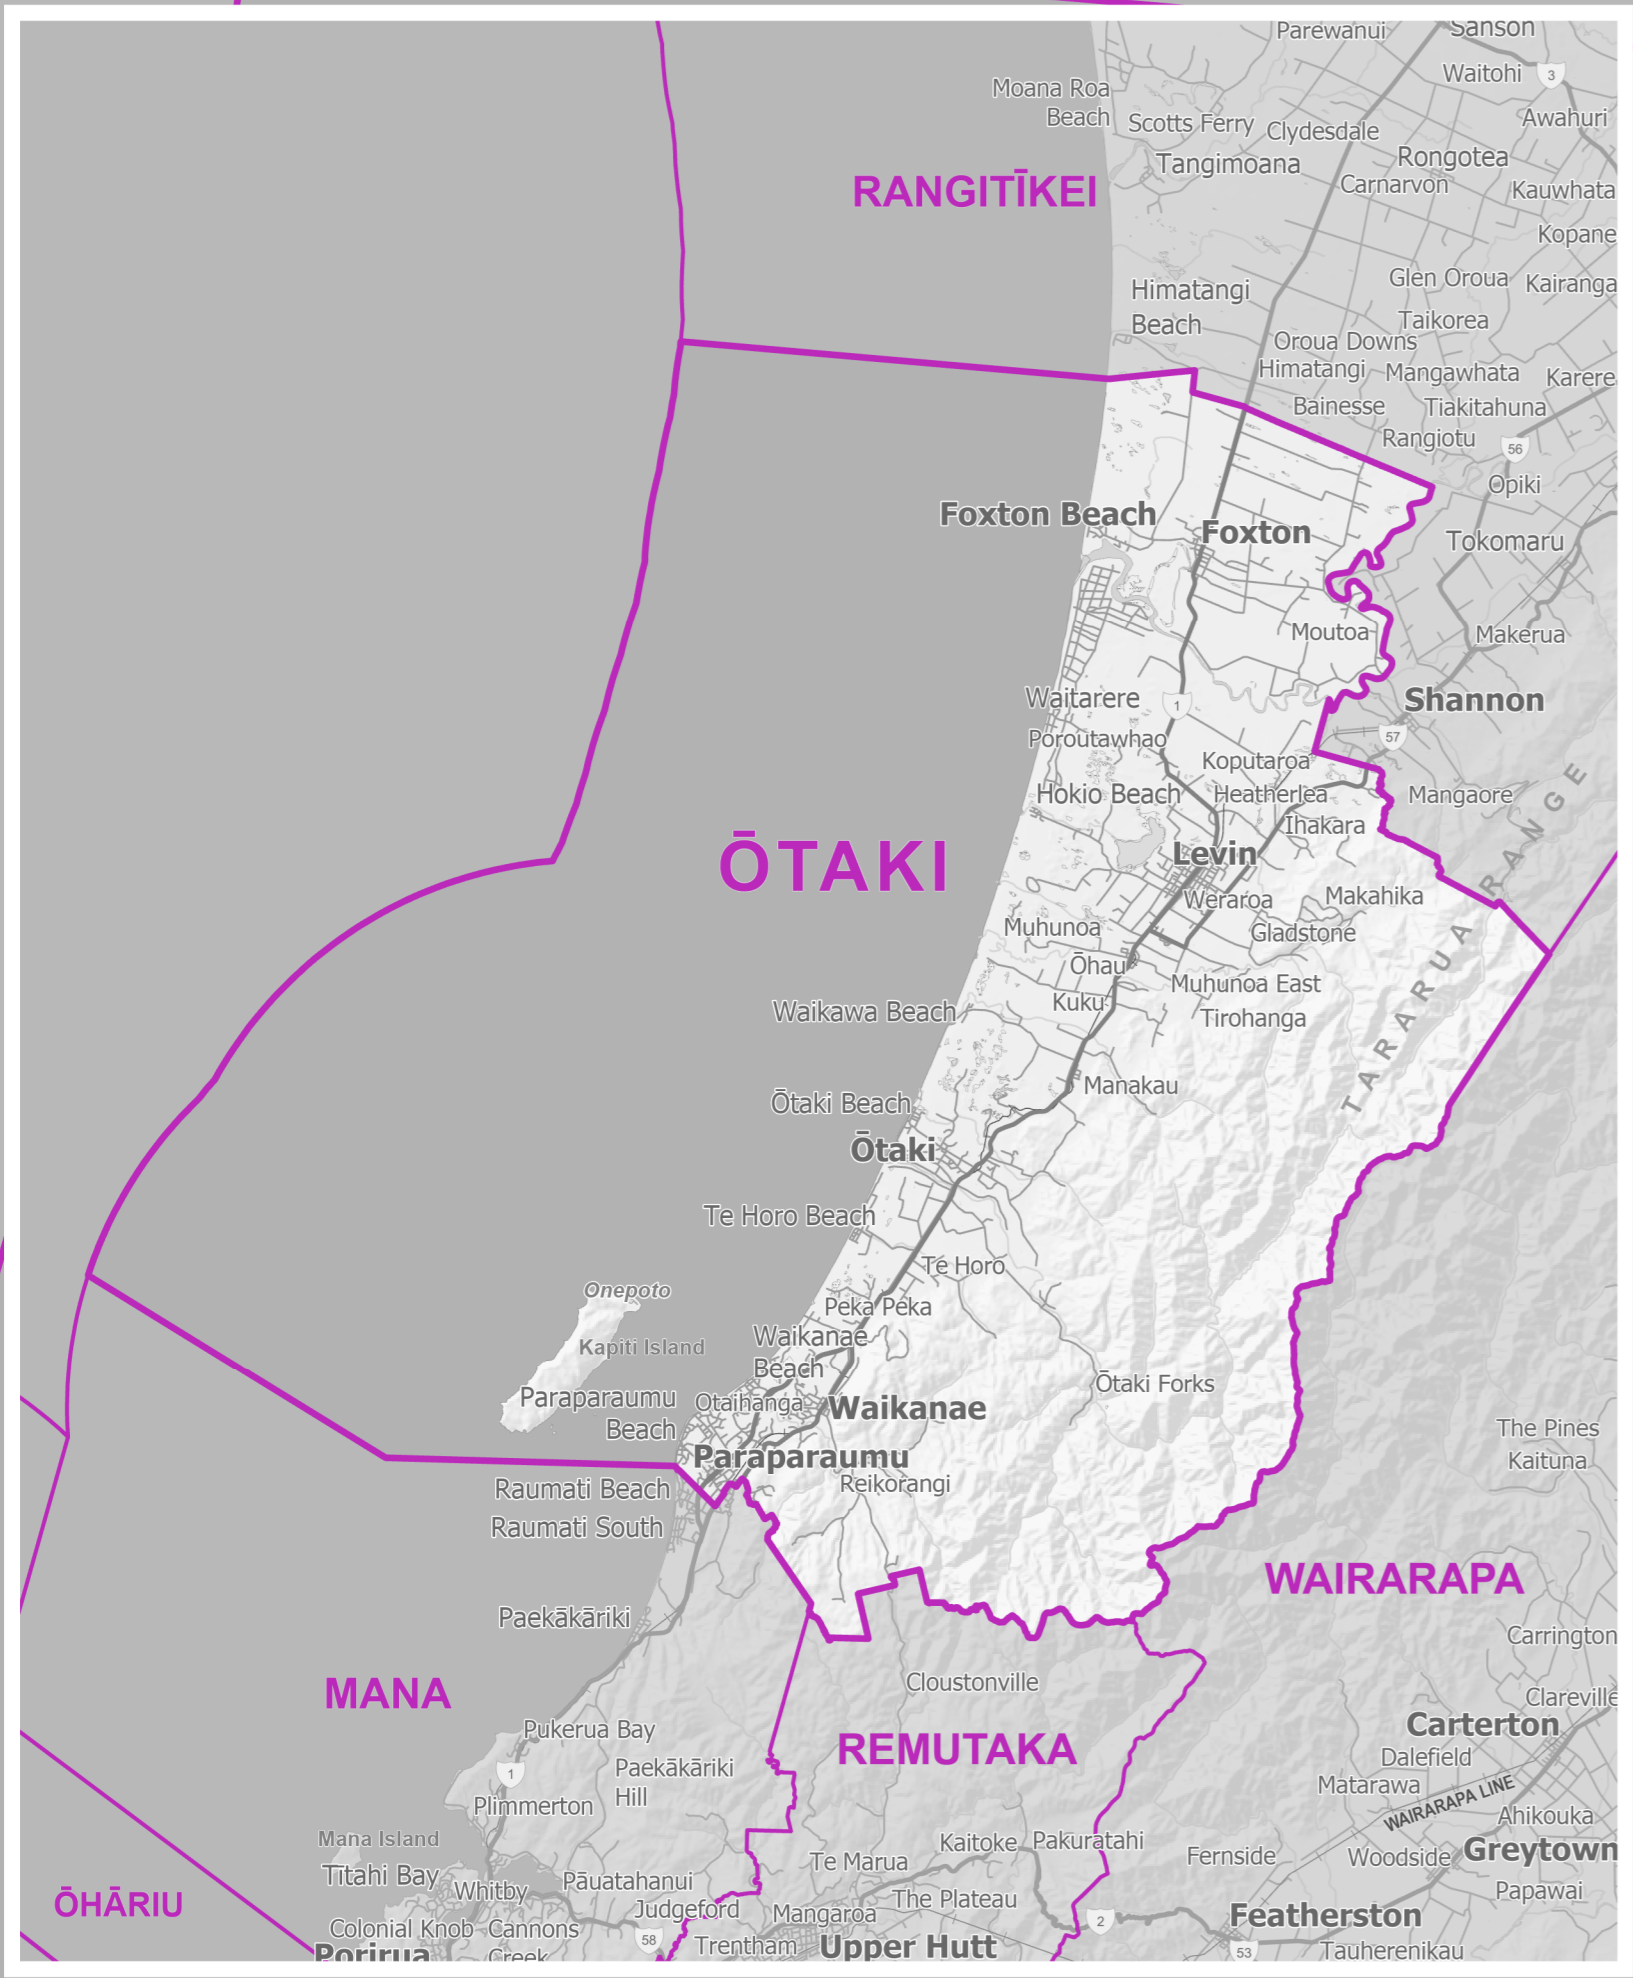 Parewanui
Sanson
Waitohi
3
Moana Roa
Beach
Scotts Ferry
Clydesdale
Awahuri
Tangimoana
Rongotea
Carnarvon
Kauwhata
RANGITĪKEI
Kopane
Himatangi
Beach
Glen Oroua
Kairanga
Taikorea
Oroua Downs
Himatangi
Mangawhata
Karere
Bainesse
Tiakitahuna
Rangiotu
56
Opiki
Foxton Beach
Foxton
Tokomaru
Moutoa
Makerua
Waitarere
1
Shannon
57
Poroutawhao
Koputaroa
Hokio Beach
Heatherlea
Mangaore
Ihakara
ŌTAKI
Levin
Weraroa
Makahika
TARARUA RANGE
Muhunoa
Gladstone
Ōhau
Muhunoa East
Kuku
Waikawa Beach
Tirohanga
Manakau
Ōtaki Beach
Ōtaki
Te Horo Beach
Te Horo
Onepoto
Peka Peka
Kapiti Island
Waikanae
Beach
Ōtaki Forks
Paraparaumu
Beach
Otaihanga
Waikanae
The Pines
Kaituna
Paraparaumu
Reikorangi
Raumati Beach
Raumati South
WAIRARAPA
Paekākāriki
Carrington
MANA
Cloustonville
Clareville
Carterton
Pukerua Bay
REMUTAKA
Dalefield
1
Paekākāriki
Hill
Matarawa
WAIRARAPA LINE
Plimmerton
Ahikouka
Mana Island
Kaitoke
Pakuratahi
Fernside
Woodside
Greytown
Tītahi Bay
Te Marua
Whitby
Pāuatahanui
Papawai
ŌHĀRIU
Judgeford
Mangaroa
The Plateau
Featherston
2
Colonial Knob
Cannons
Creek
58
Trentham
Upper Hutt
53
Tauherenikau
Porirua